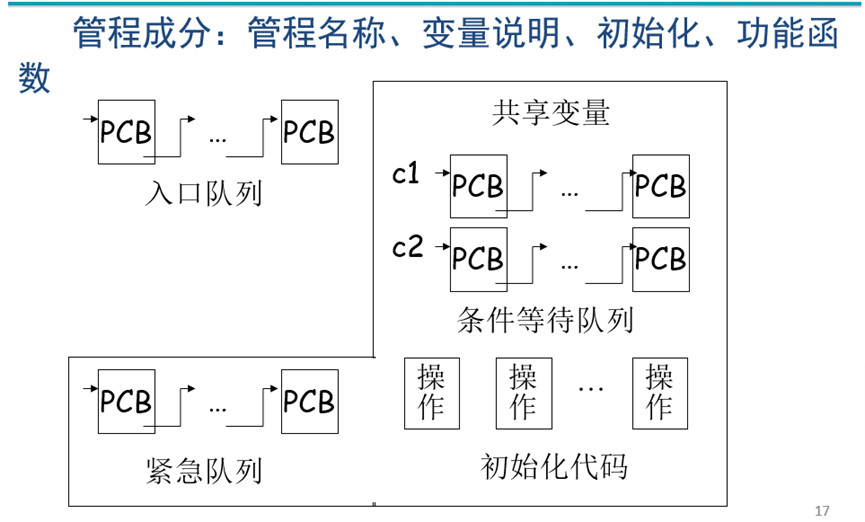 管程成分：管程名称、变量说明、初始化、功能函
数
PCB ... PCB
入口队列
共享变量
c1 PCB ... PCB
c2 PCB ... PCB
条件等待队列
PCB ... PCB
紧急队列
操作 操作 ... 操作
初始化代码
17